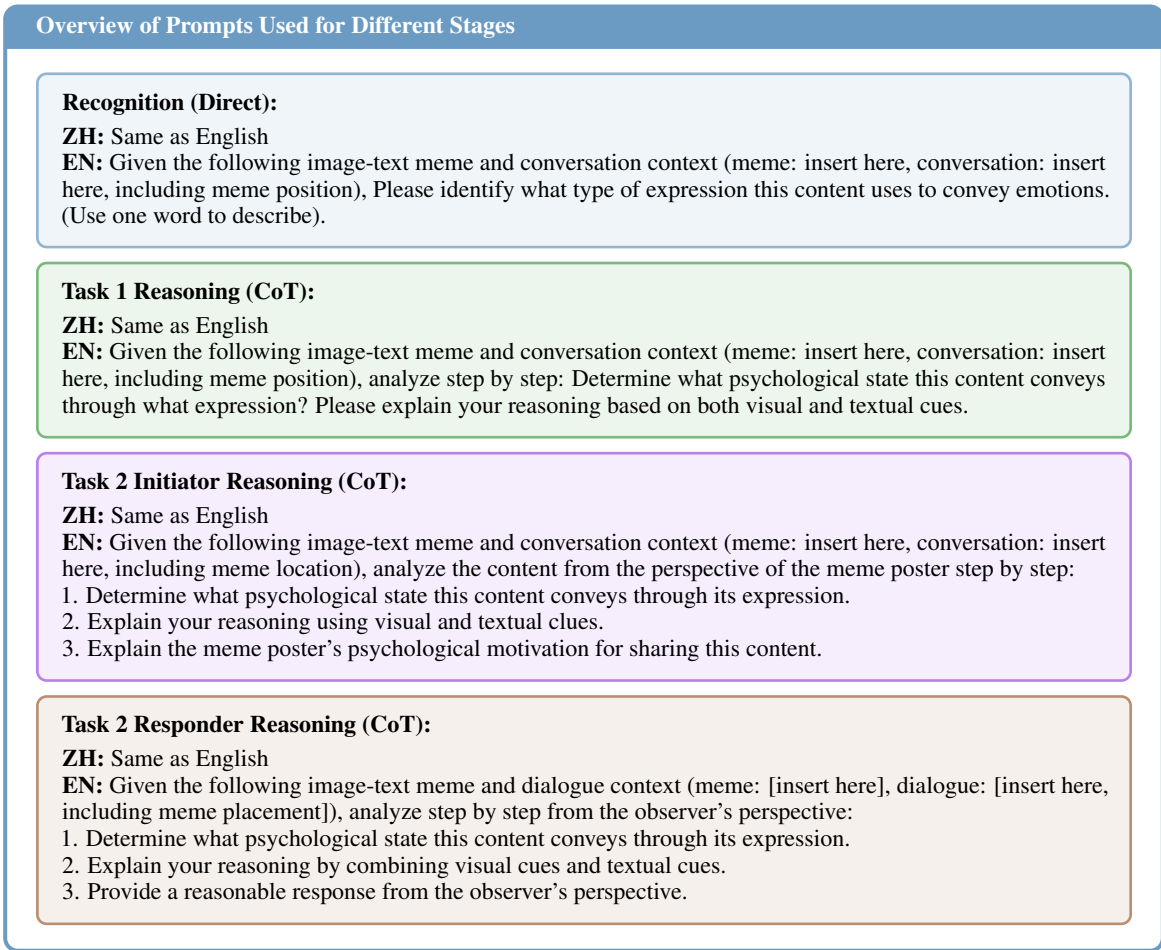 Overview of Prompts Used for Different Stages
Recognition (Direct):
ZH: Same as English
EN: Given the following image-text meme and conversation context (meme: insert here, conversation: insert
here, including meme position), Please identify what type of expression this content uses to convey emotions.
(Use one word to describe).
Task 1 Reasoning (CoT):
ZH: Same as English
EN: Given the following image-text meme and conversation context (meme: insert here, conversation: insert
here, including meme position), analyze step by step: Determine what psychological state this content conveys
through what expression? Please explain your reasoning based on both visual and textual cues.
Task 2 Initiator Reasoning (CoT):
ZH: Same as English
EN: Given the following image-text meme and conversation context (meme: insert here, conversation: insert
here, including meme location), analyze the content from the perspective of the meme poster step by step:
1. Determine what psychological state this content conveys through its expression.
2. Explain your reasoning using visual and textual clues.
3. Explain the meme poster's psychological motivation for sharing this content.
Task 2 Responder Reasoning (CoT):
ZH: Same as English
EN: Given the following image-text meme and dialogue context (meme: [insert here], dialogue: [insert here,
including meme placement]), analyze step by step from the observer's perspective:
1. Determine what psychological state this content conveys through its expression.
2. Explain your reasoning by combining visual cues and textual cues.
3. Provide a reasonable response from the observer's perspective.